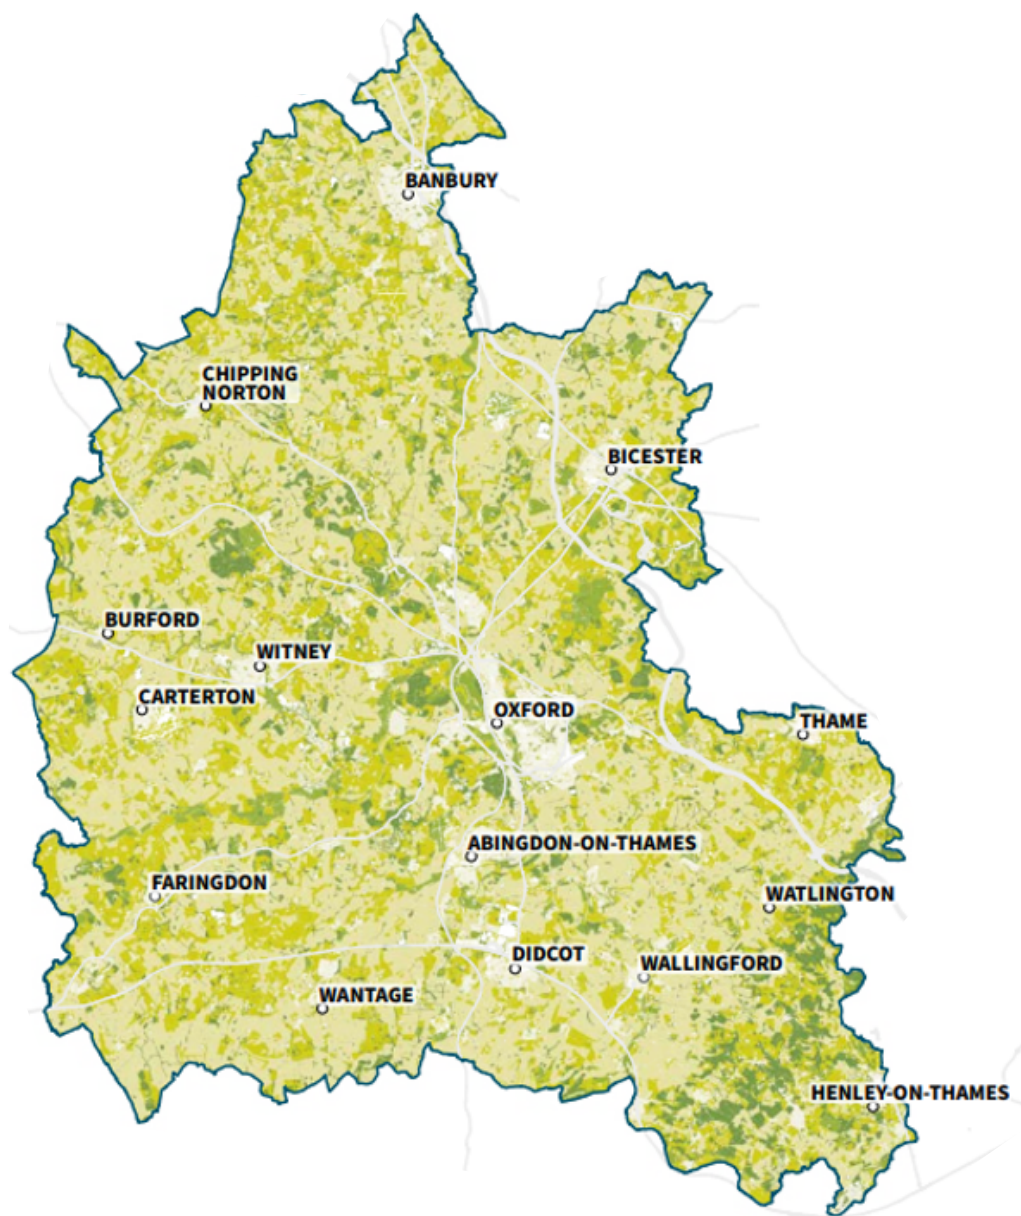 BANBURY
CHIPPING
NORTON
BICESTER
BURFORD
WITNEY
CARTERTON
OXFORD
THAME
ABINGDON-ON-THAMES
FARINGDON
WATLINGTON
DIDCOT
WALLINGFORD
WANTAGE
HENLEY-ON-THAMES